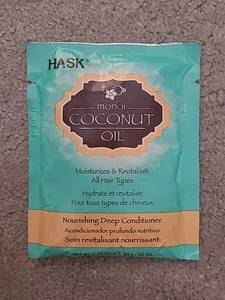 HASK®
monoi
COCONUT
OIL
Moisturizes & Revitalizes
All Hair Types
Hydrate et revitalise
Pour tous types de cheveux
Nourishing Deep Conditioner
Acondicionador profundo nutritivo
Soin revitalisant nourrissant